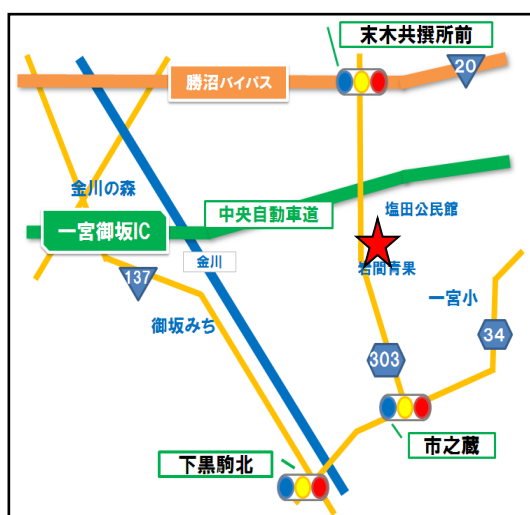 末木共撰所前
勝沼バイパス
20
金川の森
中央自動車道
塩田公民館
一宮御坂IC
金川
岩間青果
137
御坂みち
一宮小
34
303
市之蔵
下黒駒北